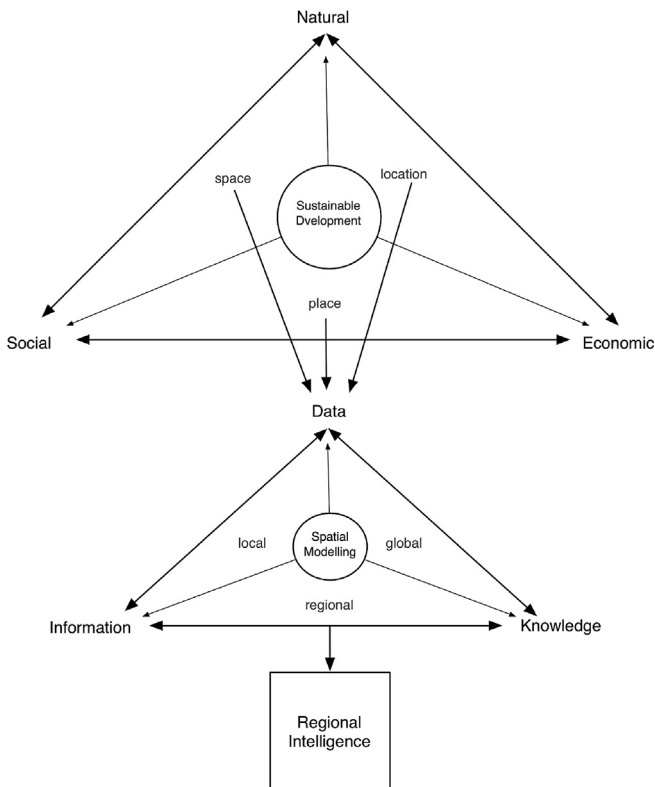 Natural
space
location
Sustainable
Dvelopment
place
Social
Economic
Data
Spatial
Modelling
local
global
regional
Information
Knowledge
Regional
Intelligence